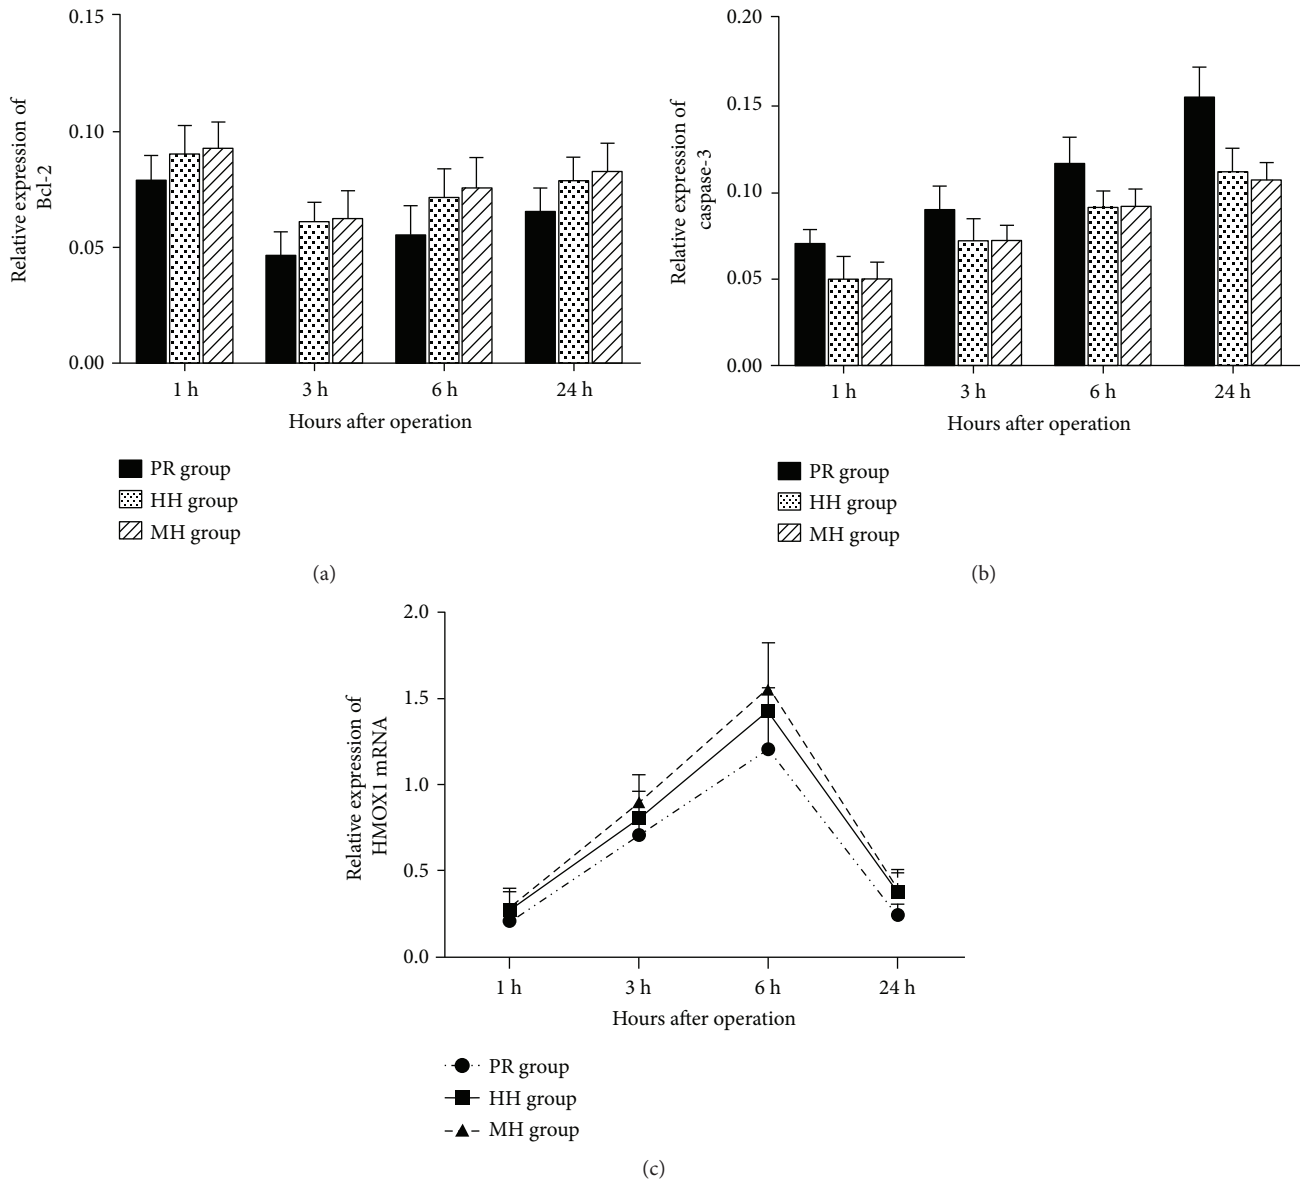 0.15
0.10
0.05
0.00
Relative expression of
Bcl-2
1 h 3 h 6 h 24 h
Hours after operation
PR group
HH group
MH group
(a)
0.20
0.15
0.10
0.05
0.00
Relative expression of
caspase-3
1 h 3 h 6 h 24 h
Hours after operation
PR group
HH group
MH group
(b)
2.0
1.5
1.0
0.5
0.0
Relative expression of
HMOX1 mRNA
1 h 3 h 6 h 24 h
Hours after operation
PR group
HH group
MH group
(c)